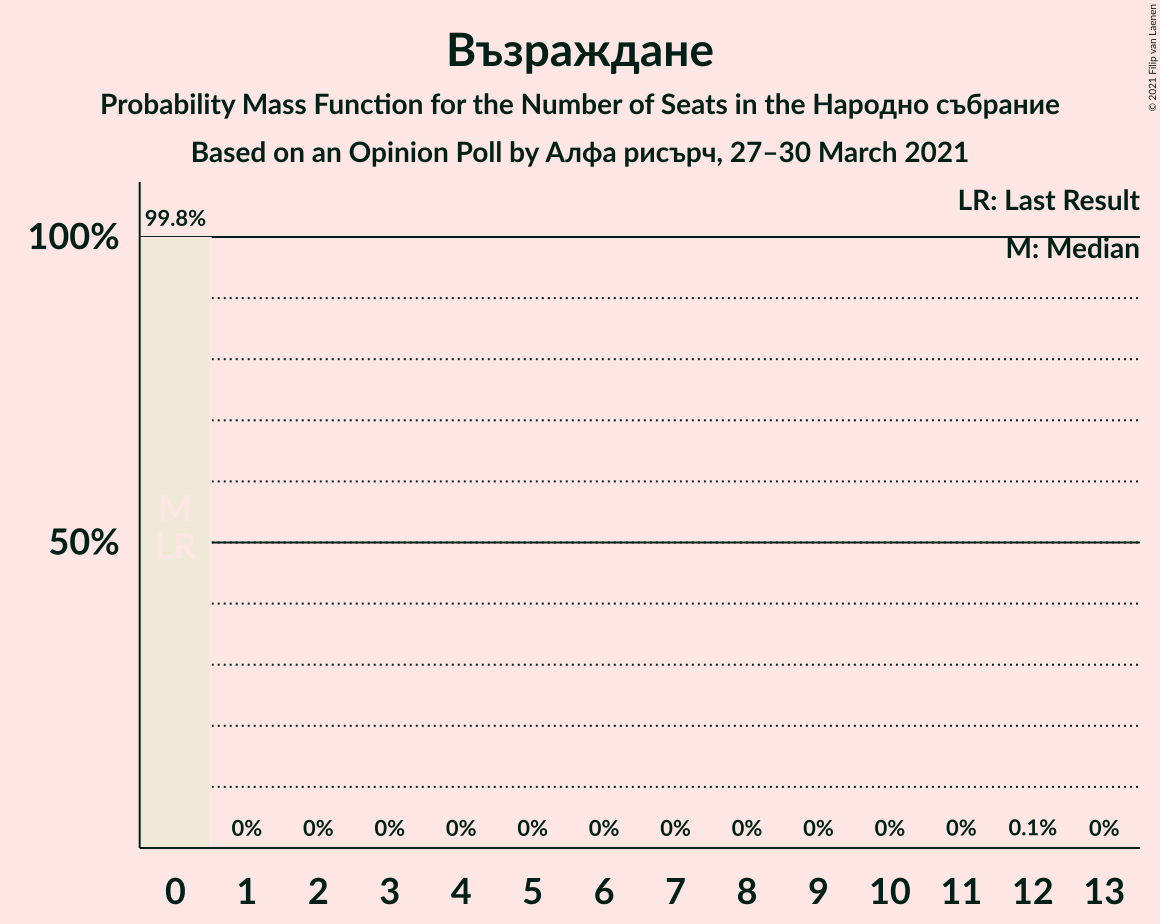 Възраждане
Probability Mass Function for the Number of Seats in the Народно събрание
Based on an Opinion Poll by Алфа рисърч, 27–30 March 2021
© 2021 Filip van Laenen
LR: Last Result
M: Median
99.8%
100%
M
LR
50%
0% 0% 0% 0% 0% 0% 0% 0% 0% 0% 0% 0.1% 0%
0 1 2 3 4 5 6 7 8 9 10 11 12 13